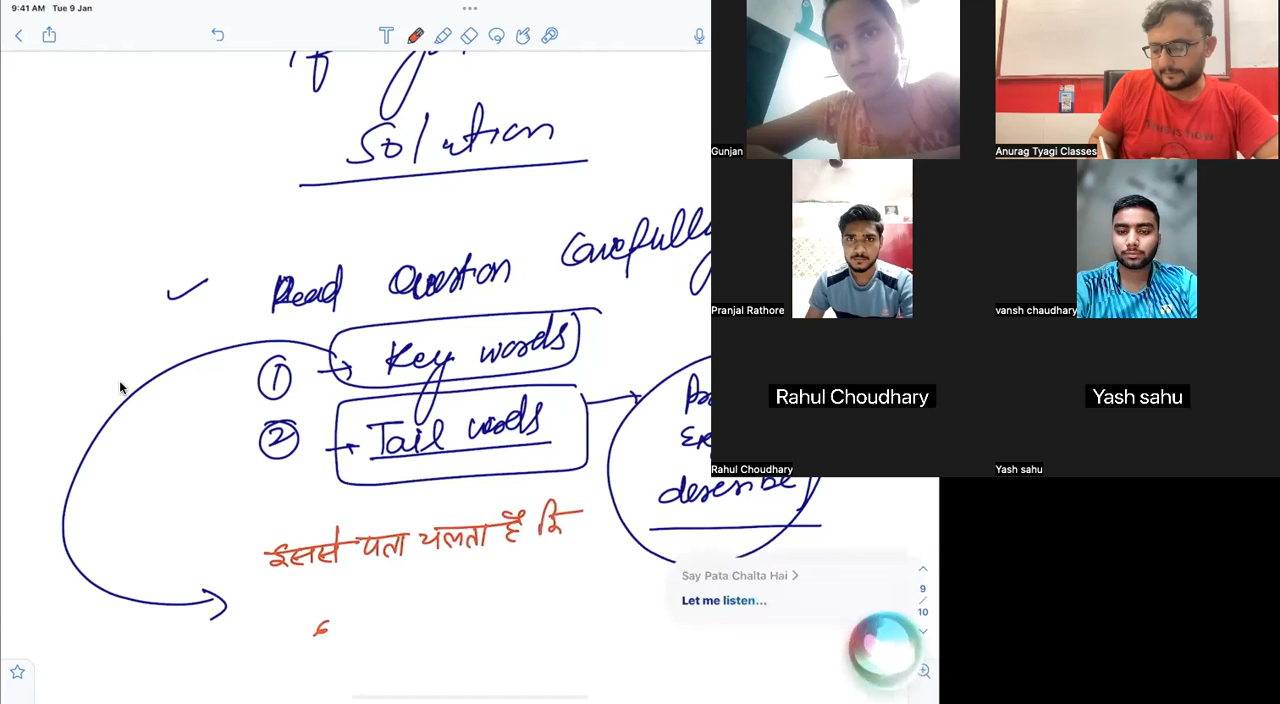 9:41 AM Tue 9 Jan
Solution
Read Question Carefully
① → Key words
② → Tail words
describe
इससे पता चलता है कि
Say Pata Chalta Hai >
Let me listen...
9
/
10
T
Gunjan
Anurag Tyagi Classes
Pranjal Rathore
vansh chaudhary
Rahul Choudhary
Yash sahu
Rahul Choudhary
Yash sahu